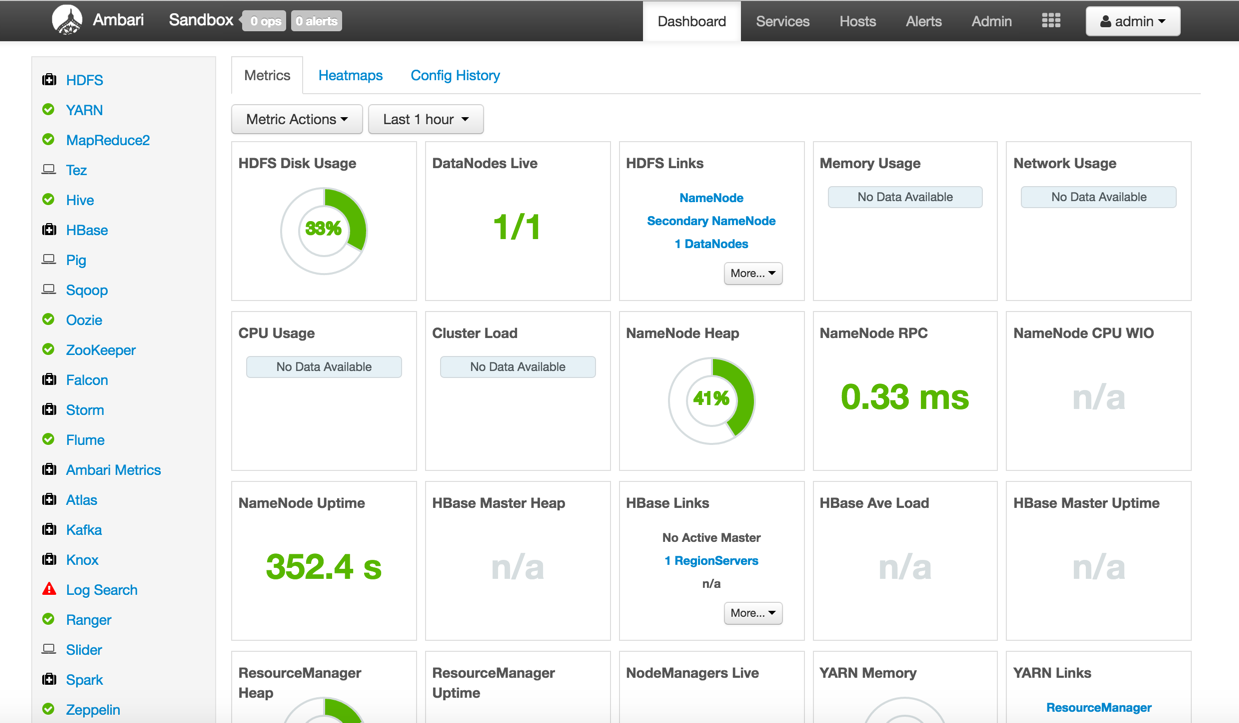 Ambari Sandbox 0 ops 0 alerts Dashboard Services Hosts Alerts Admin admin
HDFS
YARN
MapReduce2
Tez
Hive
HBase
Pig
Sqoop
Oozie
ZooKeeper
Falcon
Storm
Flume
Ambari Metrics
Atlas
Kafka
Knox
Log Search
Ranger
Slider
Spark
Zeppelin
Metrics Heatmaps Config History
Metric Actions Last 1 hour
HDFS Disk Usage
33%
DataNodes Live
1/1
HDFS Links
NameNode
Secondary NameNode
1 DataNodes
More...
Memory Usage
No Data Available
Network Usage
No Data Available
CPU Usage
No Data Available
Cluster Load
No Data Available
NameNode Heap
41%
NameNode RPC
0.33 ms
NameNode CPU WIO
n/a
NameNode Uptime
352.4 s
HBase Master Heap
n/a
HBase Links
No Active Master
1 RegionServers
n/a
More...
HBase Ave Load
n/a
HBase Master Uptime
n/a
ResourceManager
Heap
ResourceManager
Uptime
NodeManagers Live
YARN Memory
YARN Links
ResourceManager